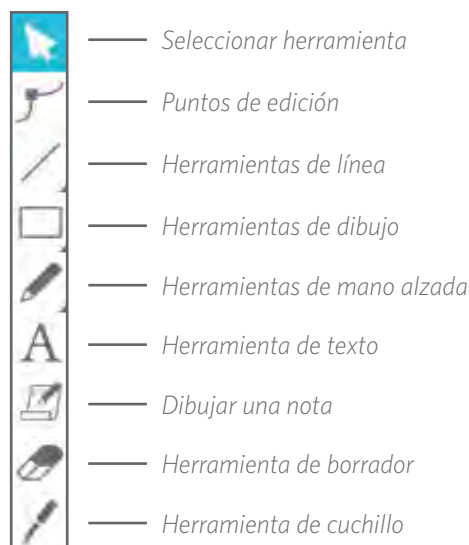 Seleccionar herramienta
Puntos de edición
Herramientas de línea
Herramientas de dibujo
Herramientas de mano alzada
A
Herramienta de texto
Dibujar una nota
Herramienta de borrador
Herramienta de cuchillo